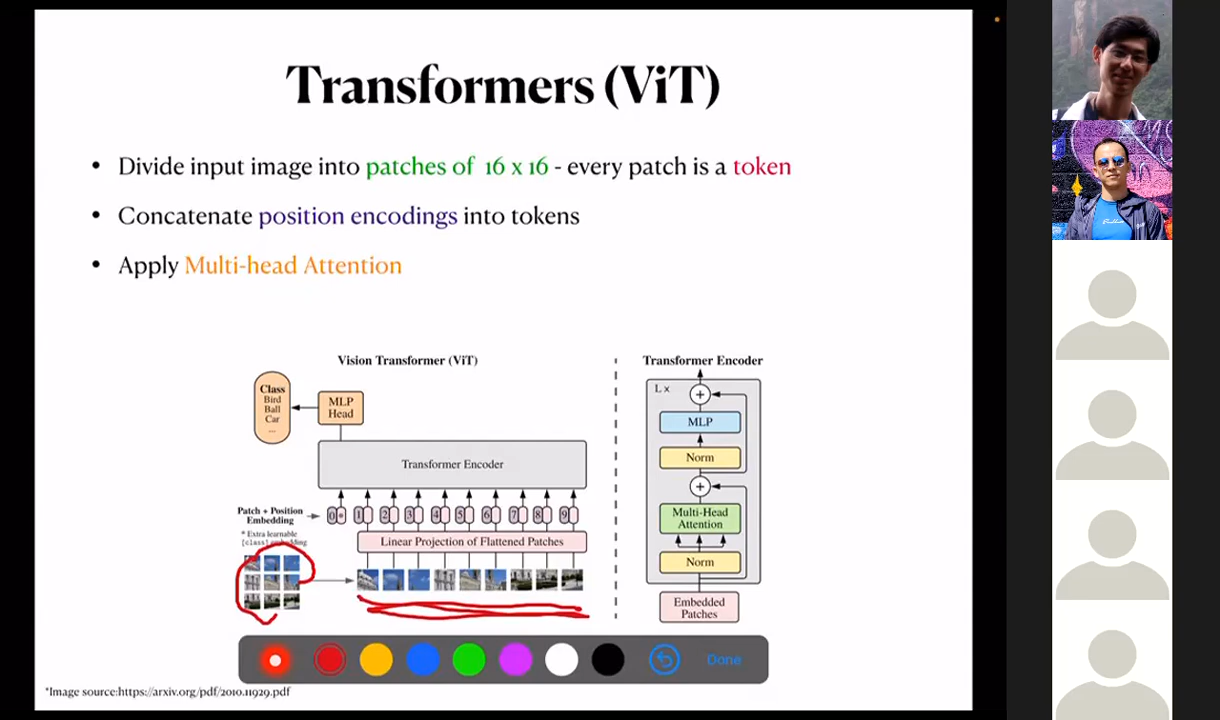 Transformers (ViT)
• Divide input image into patches of 16 x 16 - every patch is a token
• Concatenate position encodings into tokens
• Apply Multi-head Attention
Vision Transformer (ViT)
Class
Bird
Ball
Car
...
MLP
Head
Transformer Encoder
Patch + Position
Embedding
0 * 1 2 3 4 5 6 7 8 9
* Extra learnable
[class] embedding
Linear Projection of Flattened Patches
Transformer Encoder
L x
+
MLP
Norm
+
Multi-Head
Attention
Norm
Embedded
Patches
Done
*Image source:https://arxiv.org/pdf/2010.11929.pdf